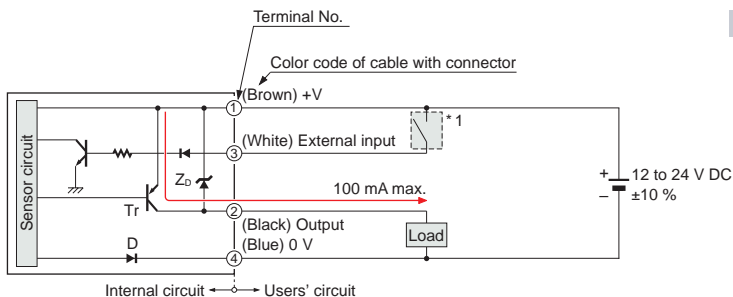 Terminal No.
Color code of cable with connector
(Brown) +V
1
* 1
(White) External input
3
Sensor circuit
ZD
100 mA max.
+ 12 to 24 V DC
– ±10 %
Tr
2
(Black) Output
Load
(Blue) 0 V
D
4
Internal circuit
Users' circuit